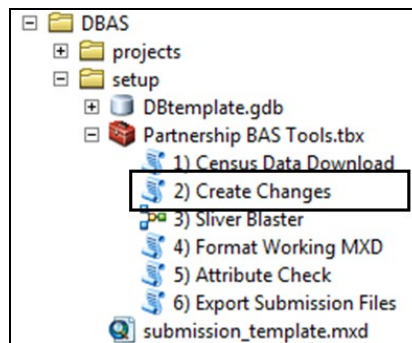 DBAS
projects
setup
DBtemplate.gdb
Partnership BAS Tools.tbx
1) Census Data Download
2) Create Changes
3) Sliver Blaster
4) Format Working MXD
5) Attribute Check
6) Export Submission Files
submission_template.mxd